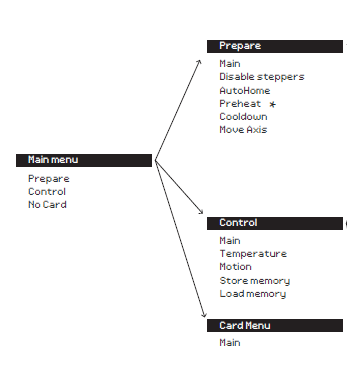 Prepare
Main
Disable steppers
AutoHome
Preheat *
Cooldown
Move Axis
Main menu
Prepare
Control
No Card
Control
Main
Temperature
Motion
Store memory
Load memory
Card Menu
Main